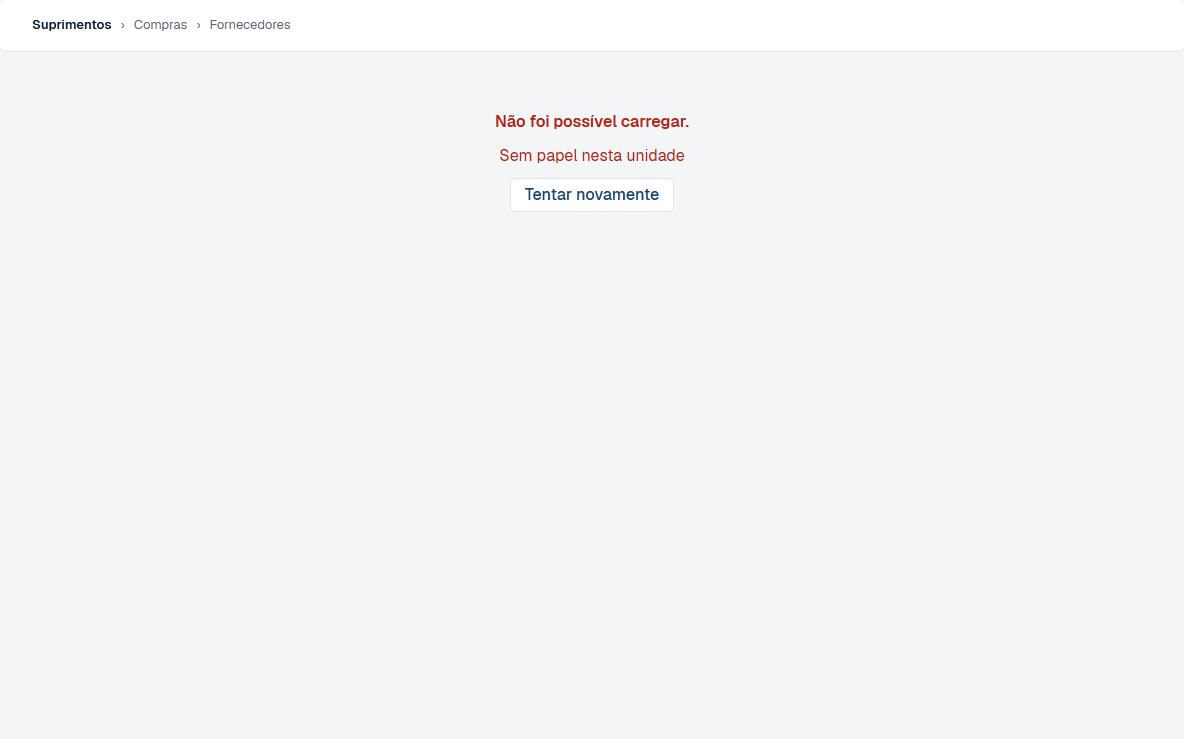 Suprimentos › Compras › Fornecedores
Não foi possível carregar.
Sem papel nesta unidade
Tentar novamente